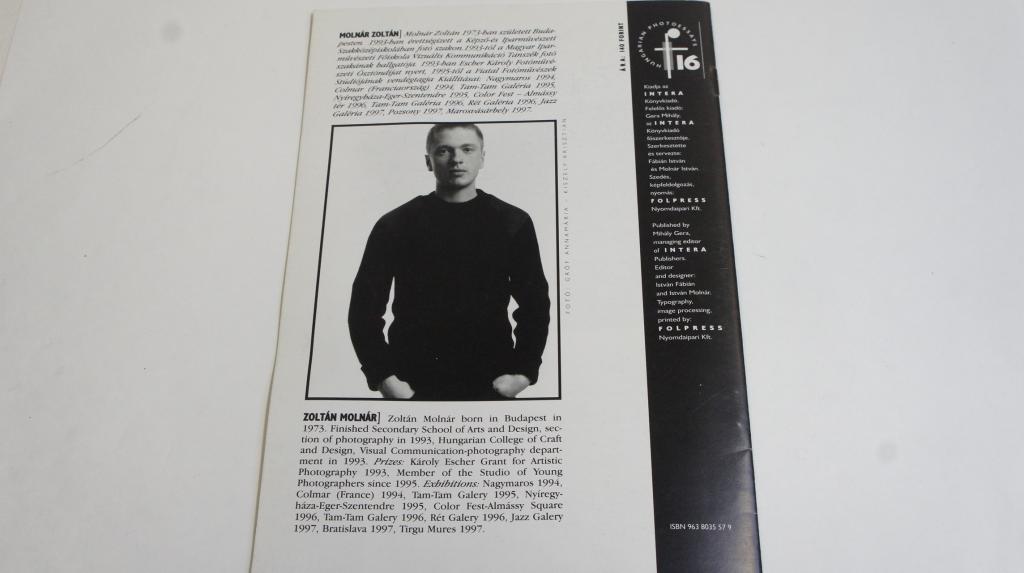 MOLNÁR ZOLTÁN] Molnár Zoltán 1973-ban született Buda-
pesten. 1993-ban érettségizett a Képző-és Iparművészeti
Szakközépiskolában fotó szakon.1993-tól a Magyar Ipar-
művészeti Főiskola Vizuális Kommunikáció Tanszék fotó
szakának hallgatója. 1993-ban Escher Károly Fotóművé-
szeti Ösztöndíjat nyert, 1995-től a Fiatal Fotóművészek
Stúdiójának vendégtagja Kiállításai: Nagymaros 1994,
Colmar (Franciaország) 1994, Tam-Tam Galéria 1995,
Nyíregyháza-Eger-Szentendre 1995, Color Fest – Almássy
tér 1996, Tam-Tam Galéria 1996, Rét Galéria 1996, Jazz
Galéria 1997, Pozsony 1997, Marosvásárhely 1997.
FOTÓ: GRÓF ANNAMÁRIA - KISZELY KRISZTIÁN
ZOLTÁN MOLNÁR] Zoltán Molnár born in Budapest in
1973. Finished Secondary School of Arts and Design, sec-
tion of photography in 1993, Hungarian College of Craft
and Design, Visual Communication-photography depart-
ment in 1993. Prizes: Károly Escher Grant for Artistic
Photography 1993, Member of the Studio of Young
Photographers since 1995. Exhibitions: Nagymaros 1994,
Colmar (France) 1994, Tam-Tam Galery 1995, Nyíregy-
háza-Eger-Szentendre 1995, Color Fest-Almássy Square
1996, Tam-Tam Galery 1996, Rét Galery 1996, Jazz Galery
1997, Bratislava 1997, Tirgu Mures 1997.
ÁRA: 140 FORINT
HUNGARIAN PHOTOESSAYS
f16
Kiadja az
INTERA
Könyvkiadó.
Felelős kiadó:
Gera Mihály,
az INTERA
Könyvkiadó
főszerkesztője.
Szerkesztette
és tervezte:
Fábián István
és Molnár István.
Szedés,
képfeldolgozás,
nyomás:
FOLPRESS
Nyomdaipari Kft.
Published by
Mihály Gera,
managing editor
of INTERA
Publishers.
Editor
and designer:
István Fábián
and István Molnár.
Typography,
image processing,
printed by:
FOLPRESS
Nyomdaipari Kft.
ISBN 963 8035 57 9